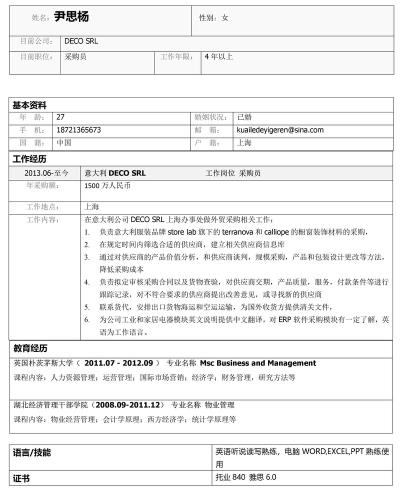 姓名：尹思杨 性别：女
目前公司： DECO SRL
目前职位： 采购员 工作年限： 4 年以上
基本资料
年 龄： 27 婚姻状况： 已婚
手 机： 18721365673 邮 箱： kuailedeyigeren@sina.com
国 籍： 中国 户 籍： 上海
工作经历
2013.06-至今 意大利 DECO SRL 工作岗位 采购员
年采购额： 1500 万人民币
工作地点： 上海
工作内容： 在意大利公司 DECO SRL 上海办事处做外贸采购相关工作：
1. 负责意大利服装品牌 store lab 旗下的 terranova 和 calliope 的橱窗装饰材料的采购，
2. 在规定时间内筛选合适的供应商，建立相关供应商信息库
3. 通过对供应商的产品价值分析，和供应商谈判，规模采购，产品和包装设计更改等方法，
降低采购成本
4. 负责拟定审核采购合同以及货物查验，对供应商交期，产品质量，服务，付款条件等进行
跟踪记录，对不符合要求的供应商提出改善意见，或寻找新的供应商
5. 联系货代，安排出口货物海运和空运运输，为国外收货方提供清关文件，
6. 为公司工业和家居电器模块英文说明提供中文翻译，对 ERP 软件采购模块有一定了解，英
语为工作语言。
教育经历
英国朴茨茅斯大学（ 2011.07 - 2012.09 ） 专业名称 Msc Business and Management
课程内容：人力资源管理；运营管理；国际市场营销；经济学；财务管理，研究方法等
湖北经济管理干部学院（2008.09-2011.12） 专业名称 物业管理
课程内容：物业经营管理；会计学原理；西方经济学；统计学原理等
语言/技能 英语听说读写熟练，电脑 WORD,EXCEL,PPT 熟练使
用
证书 托业 840 雅思 6.0